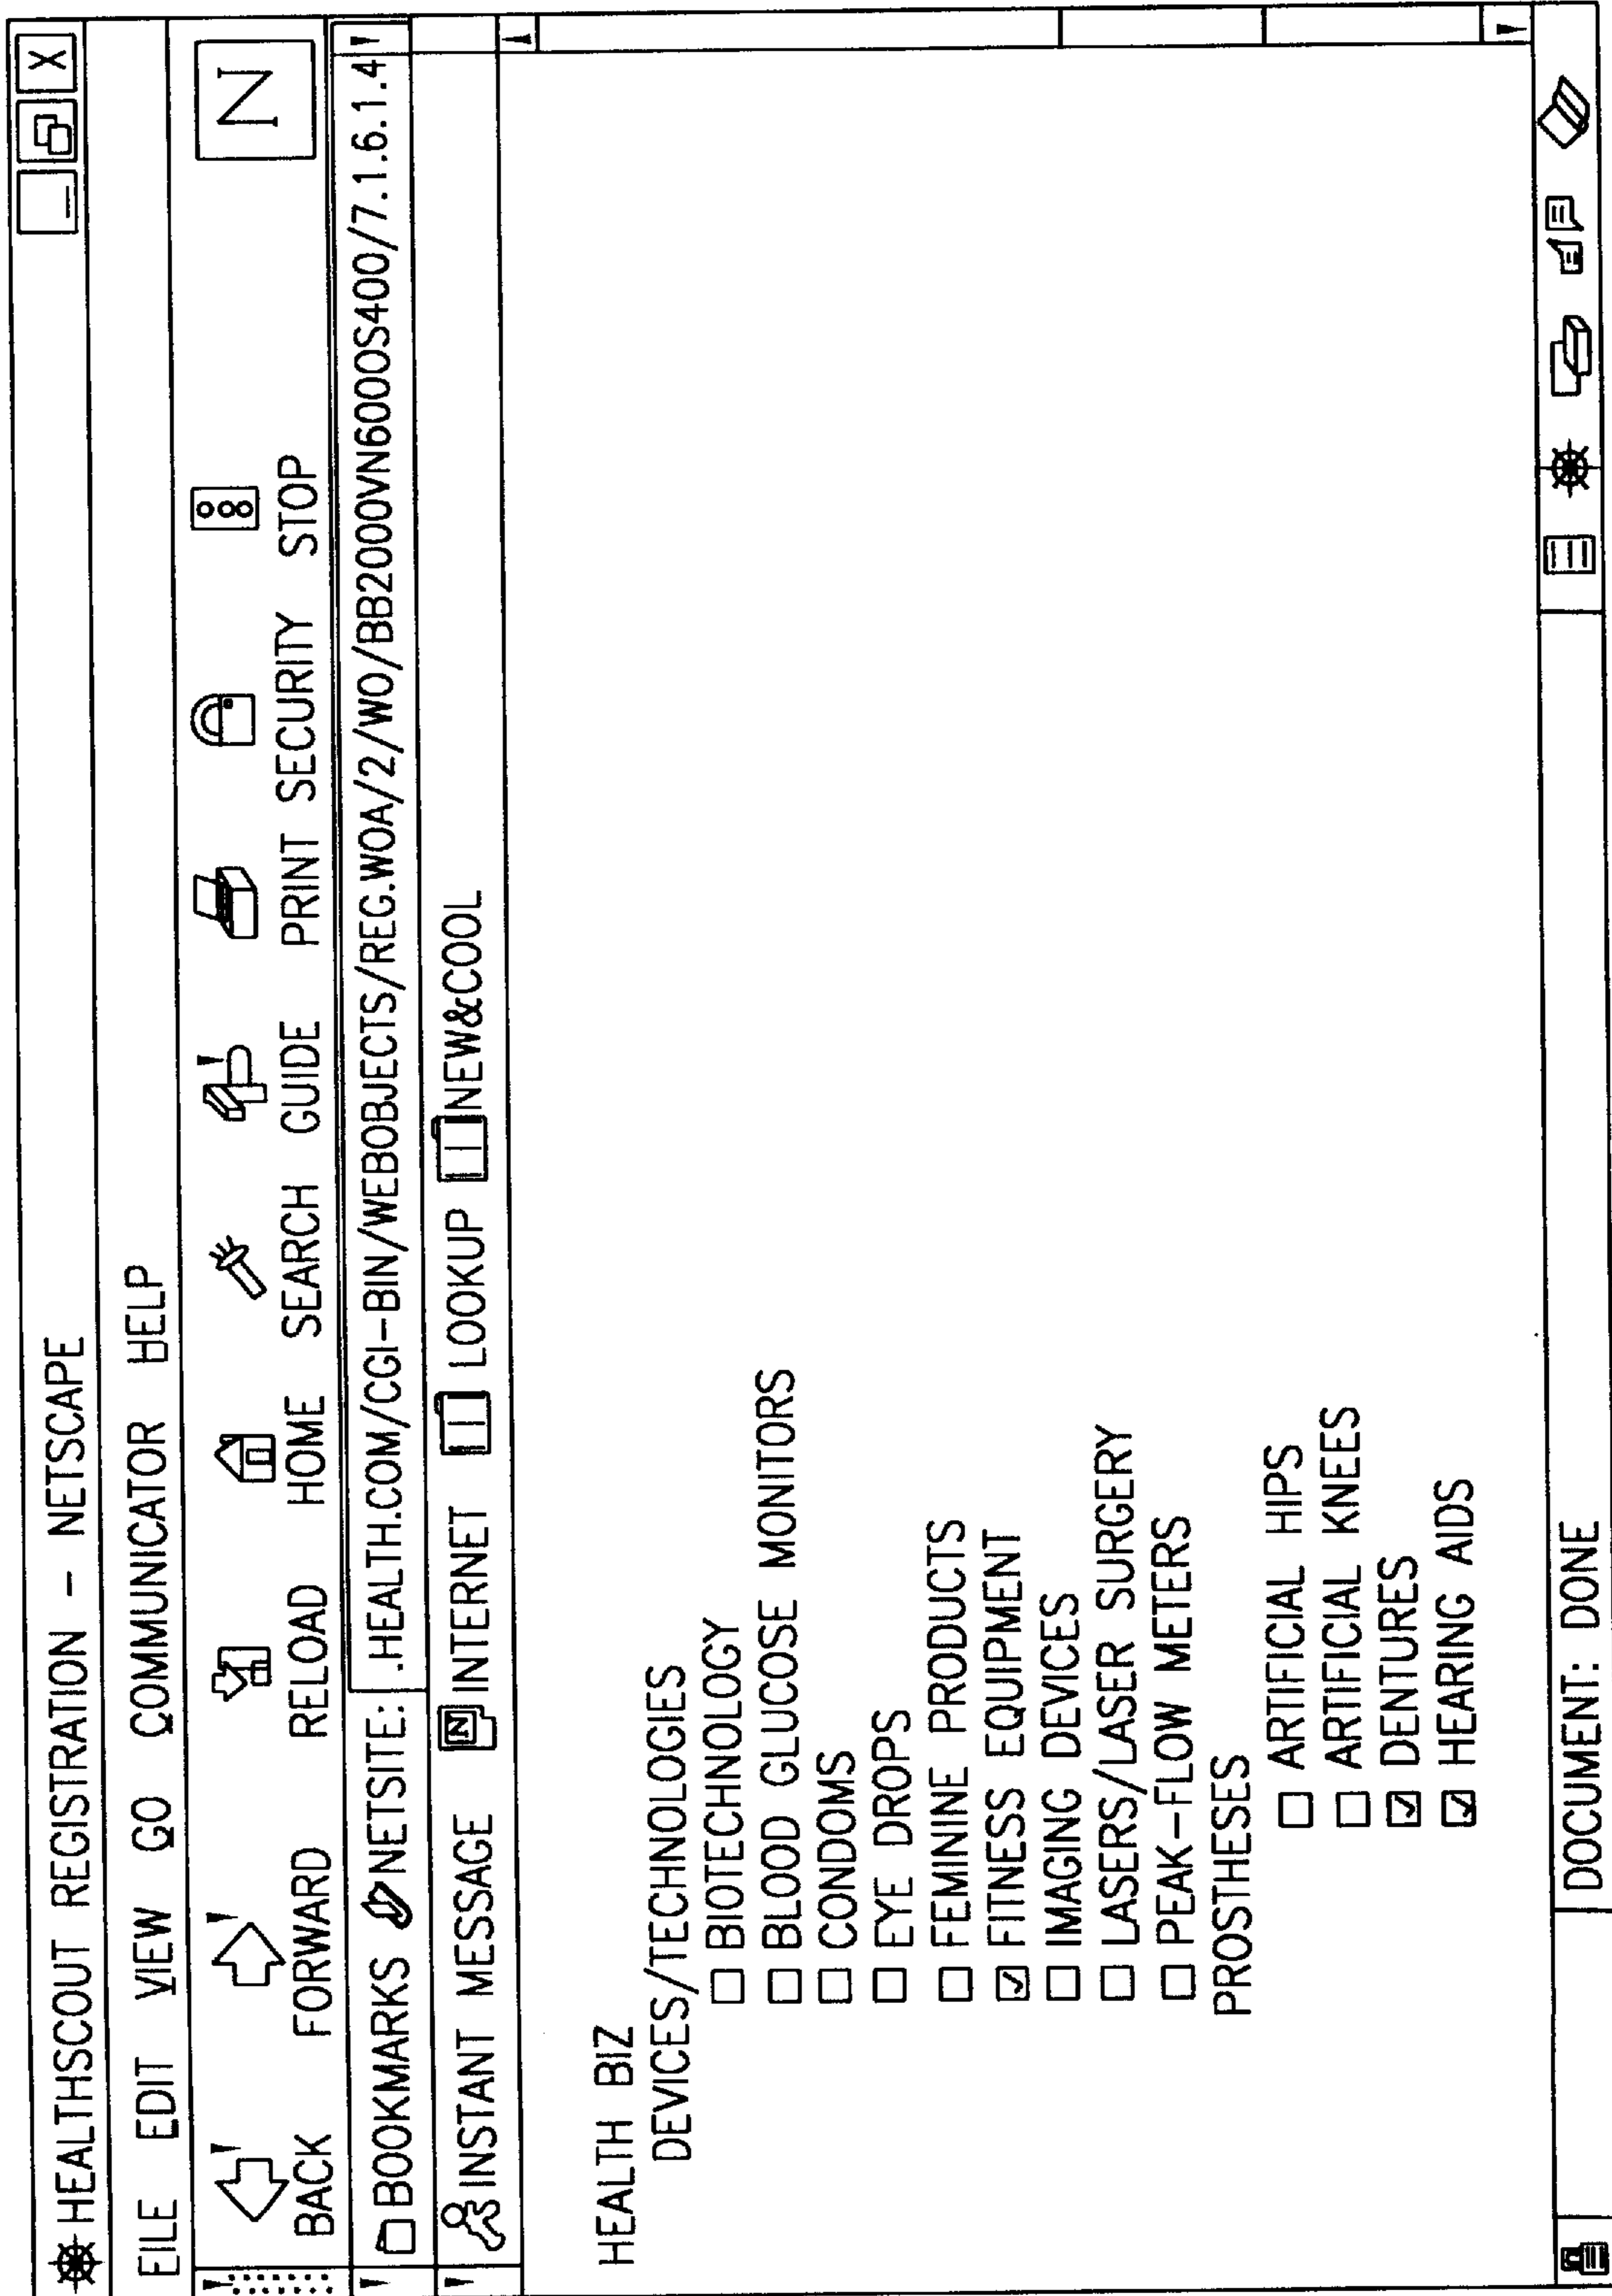 HEALTHSCOUT REGISTRATION – NETSCAPE
X
FILE EDIT VIEW GO COMMUNICATOR HELP
N
BACK FORWARD RELOAD HOME SEARCH GUIDE PRINT SECURITY STOP
BOOKMARKS NETSITE: .HEALTH.COM/CGI-BIN/WEBOBJECTS/REG.WOA/2/WO/BB2000VN600OS400/7.1.6.1.4
INSTANT MESSAGE N INTERNET LOOKUP NEW&COOL
HEALTH BIZ
DEVICES/TECHNOLOGIES
BIOTECHNOLOGY
BLOOD GLUCOSE MONITORS
CONDOMS
EYE DROPS
FEMININE PRODUCTS
FITNESS EQUIPMENT
IMAGING DEVICES
LASERS/LASER SURGERY
PEAK-FLOW METERS
PROSTHESES
ARTIFICIAL HIPS
ARTIFICIAL KNEES
DENTURES
HEARING AIDS
DOCUMENT: DONE